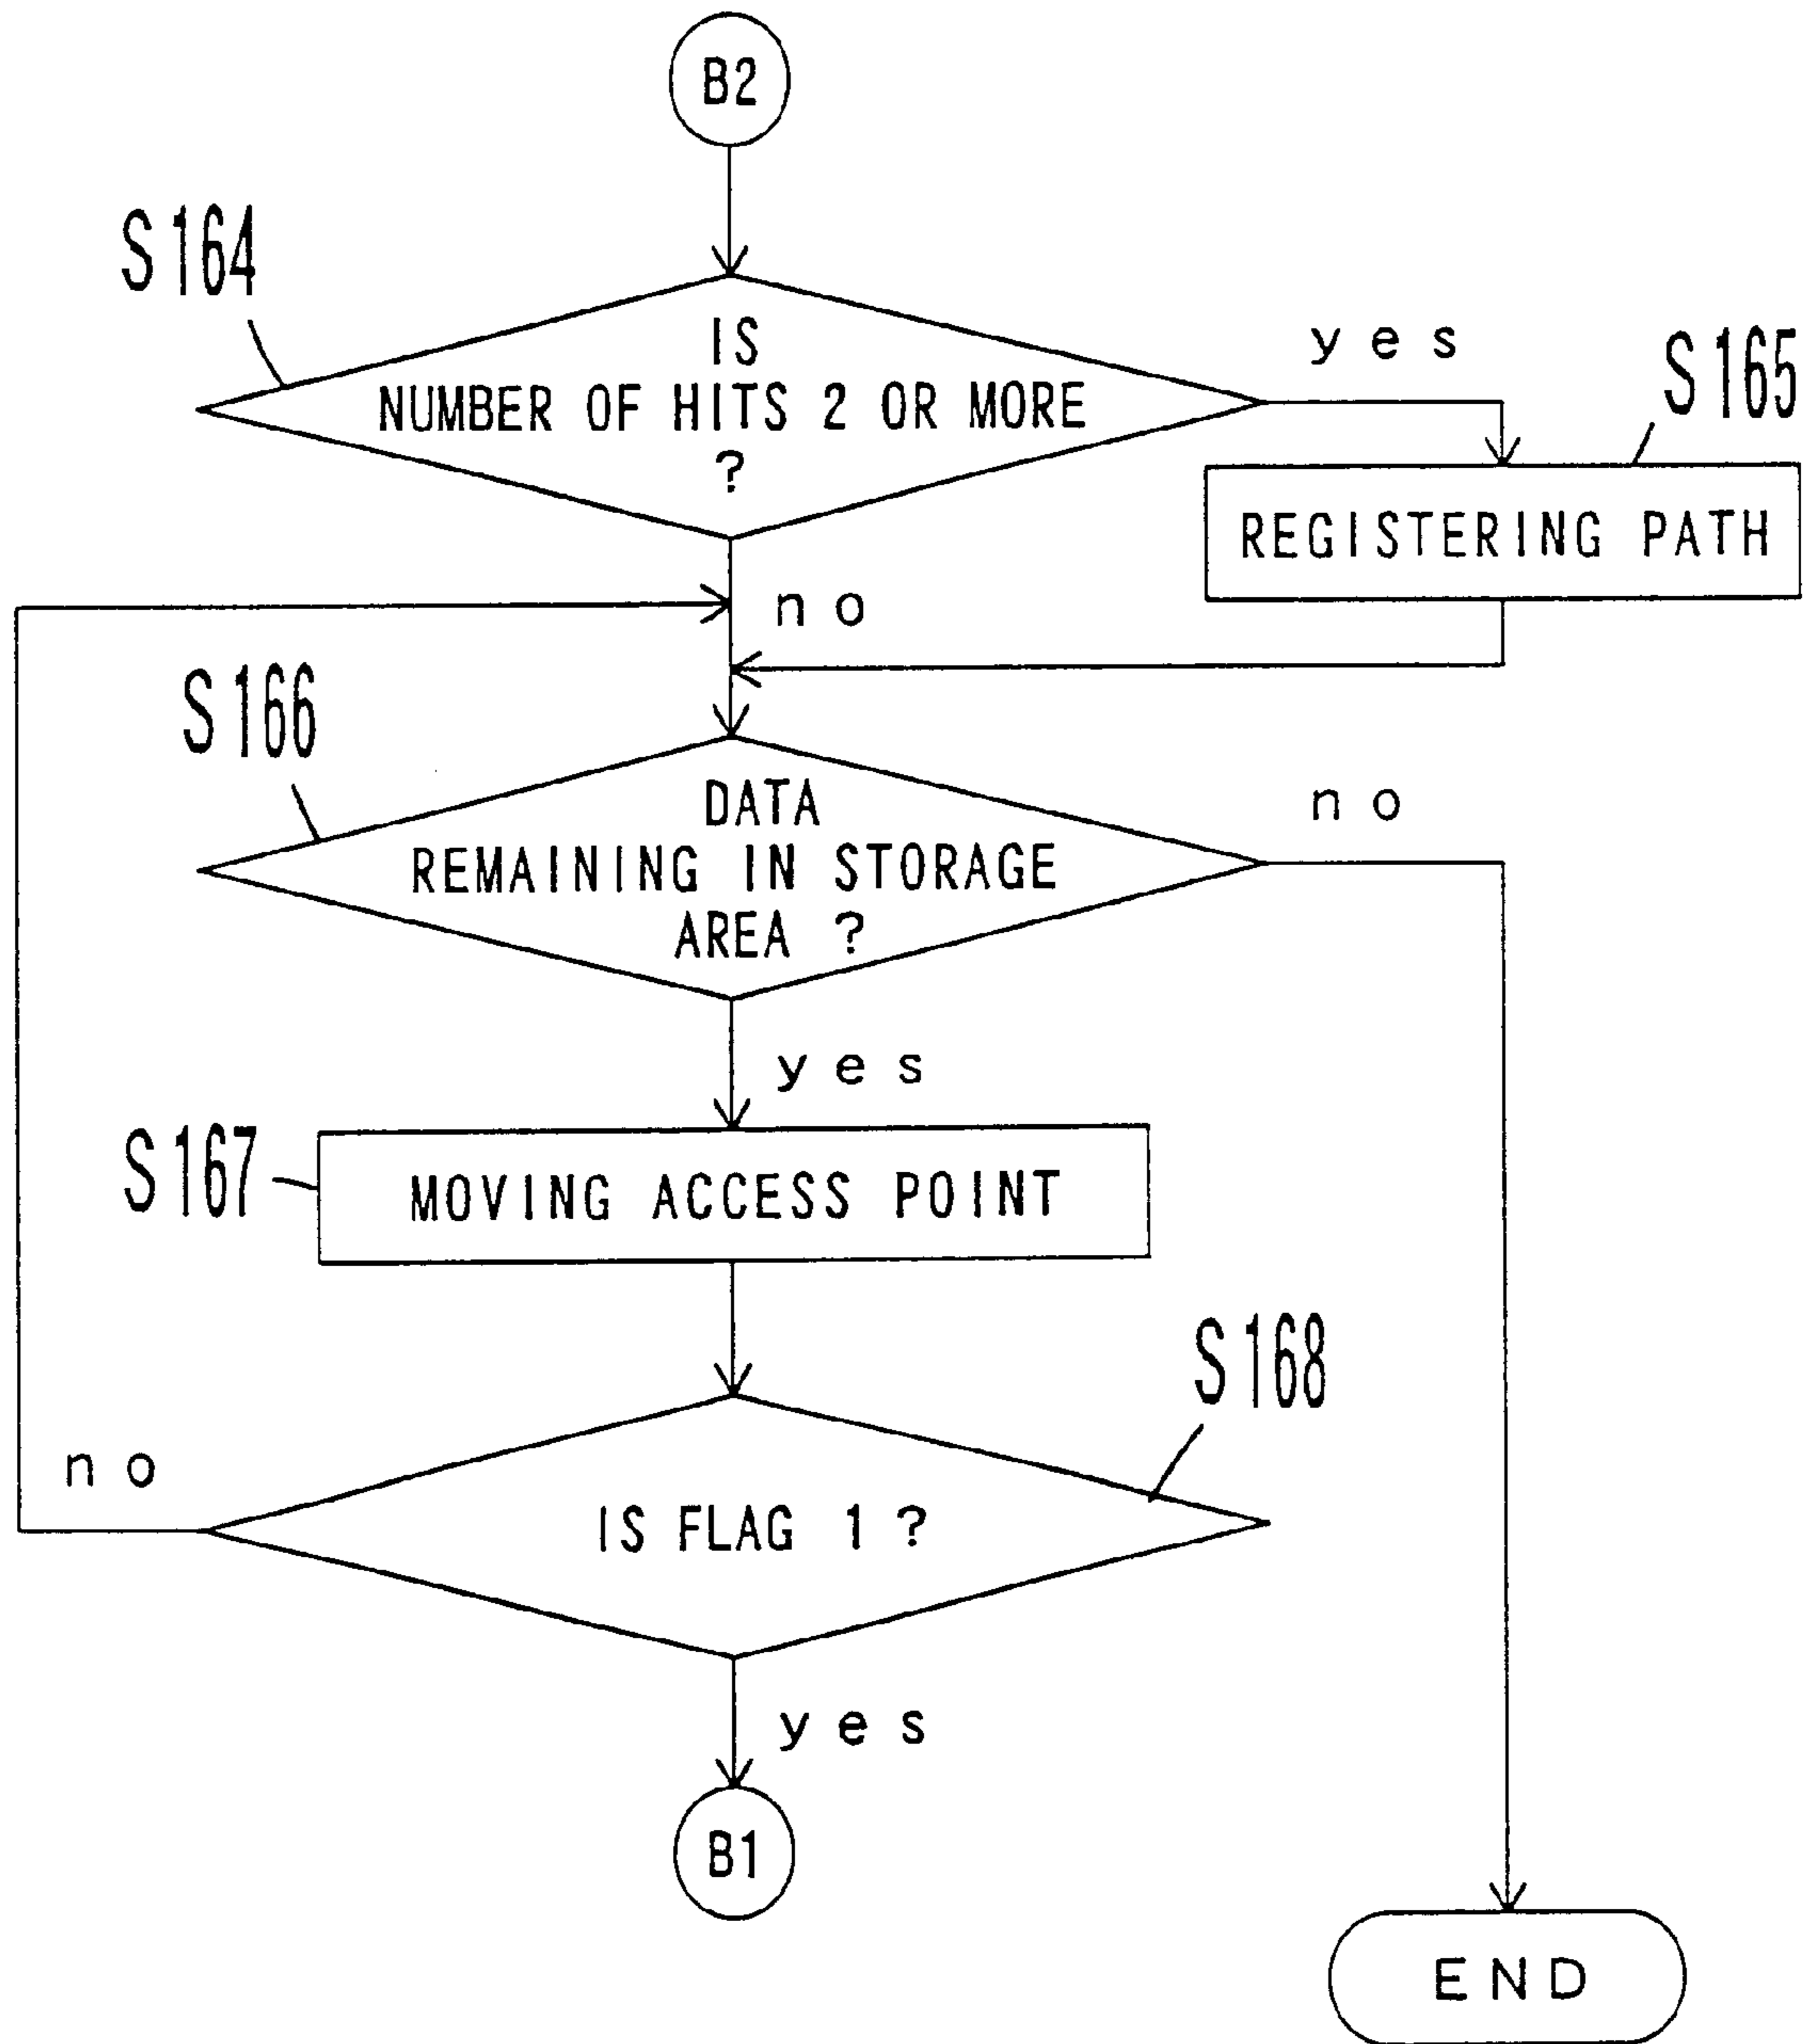 B2
S164
IS
NUMBER OF HITS 2 OR MORE
?
yes
S165
REGISTERING PATH
no
S166
DATA
REMAINING IN STORAGE
AREA ?
no
yes
S167
MOVING ACCESS POINT
S168
no
IS FLAG 1 ?
yes
B1
END